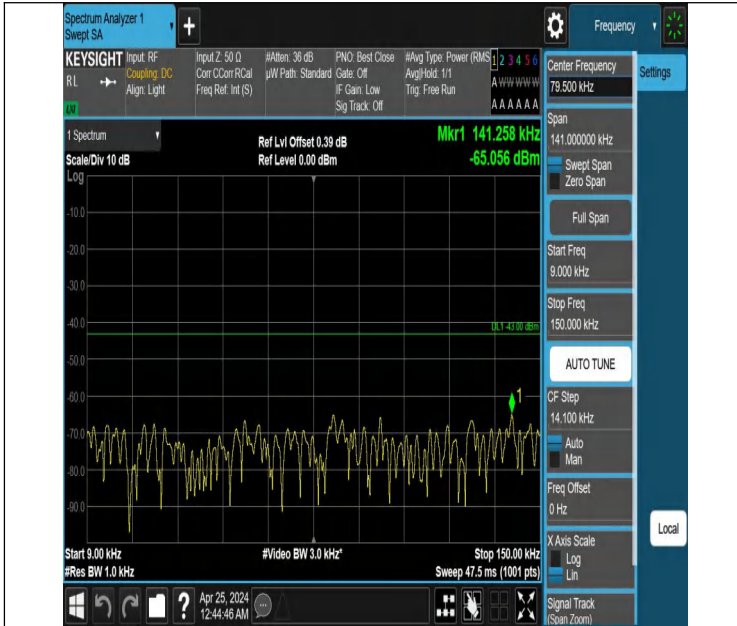 Spectrum Analyzer 1
Swept SA
+
Frequency
KEYSIGHT
RL
Input: RF
Coupling: DC
Align: Light
Input Z: 50 Ω
Corr CCorr RCal
Freq Ref: Int (S)
#Atten: 36 dB
µW Path: Standard
PNO: Best Close
Gate: Off
IF Gain: Low
Sig Track: Off
#Avg Type: Power (RMS
Avg|Hold: 1/1
Trig: Free Run
1 2 3 4 5 6
A W W W W W
A A A A A A
1 Spectrum
Scale/Div 10 dB
Ref Lvl Offset 0.39 dB
Ref Level 0.00 dBm
Mkr1 141.258 kHz
-65.056 dBm
Log
-10.0
-20.0
-30.0
-40.0
-50.0
-60.0
-70.0
-80.0
-90.0
DL1 -43.00 dBm
1
Start 9.00 kHz
#Res BW 1.0 kHz
#Video BW 3.0 kHz*
Stop 150.00 kHz
Sweep 47.5 ms (1001 pts)
Apr 25, 2024
12:44:46 AM
?
Center Frequency
79.500 kHz
Settings
Span
141.000000 kHz
Swept Span
Zero Span
Full Span
Start Freq
9.000 kHz
Stop Freq
150.000 kHz
AUTO TUNE
CF Step
14.100 kHz
Auto
Man
Freq Offset
0 Hz
X Axis Scale
Log
Lin
Local
Signal Track
(Span Zoom)